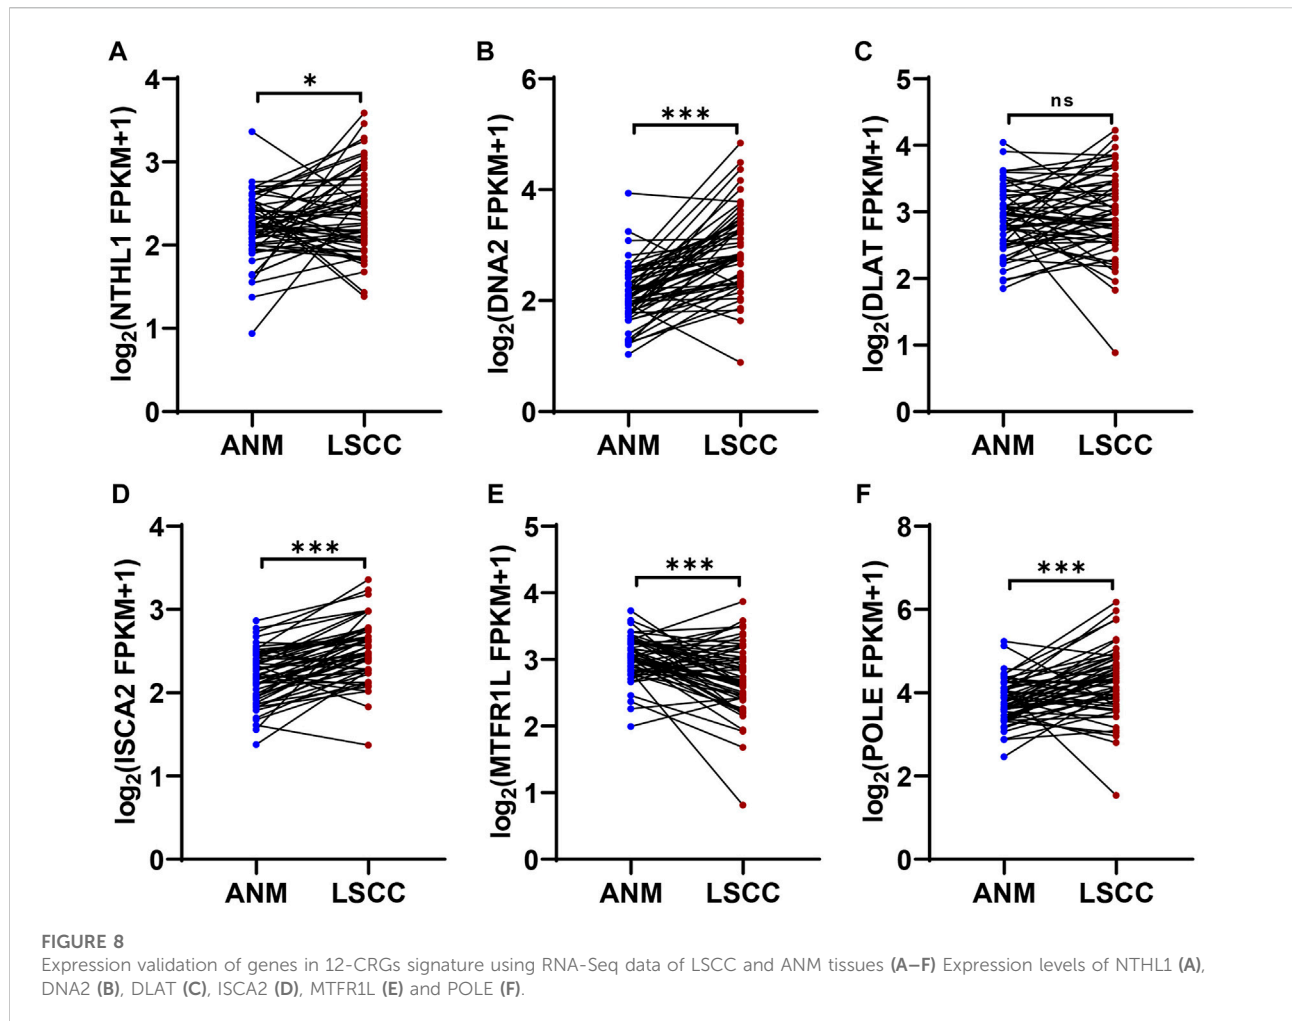 A
B
C
*
***
ns
log2(NTHL1 FPKM+1)
4
3
2
1
0
ANM LSCC
log2(DNA2 FPKM+1)
6
4
2
0
ANM LSCC
log2(DLAT FPKM+1)
5
4
3
2
1
0
ANM LSCC
D
E
F
***
***
***
log2(ISCA2 FPKM+1)
4
3
2
1
0
ANM LSCC
log2(MTFR1L FPKM+1)
5
4
3
2
1
0
ANM LSCC
log2(POLE FPKM+1)
8
6
4
2
0
ANM LSCC
FIGURE 8
Expression validation of genes in 12-CRGs signature using RNA-Seq data of LSCC and ANM tissues (A–F) Expression levels of NTHL1 (A),
DNA2 (B), DLAT (C), ISCA2 (D), MTFR1L (E) and POLE (F).